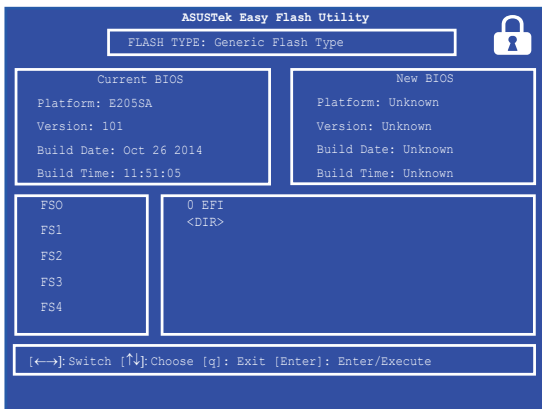 ASUSTek Easy Flash Utility
FLASH TYPE: Generic Flash Type
Current BIOS
Platform: E205SA
Version: 101
Build Date: Oct 26 2014
Build Time: 11:51:05
New BIOS
Platform: Unknown
Version: Unknown
Build Date: Unknown
Build Time: Unknown
FSO
FS1
FS2
FS3
FS4
0 EFI
<DIR>
[←→]: Switch [↑↓]: Choose [q]: Exit [Enter]: Enter/Execute